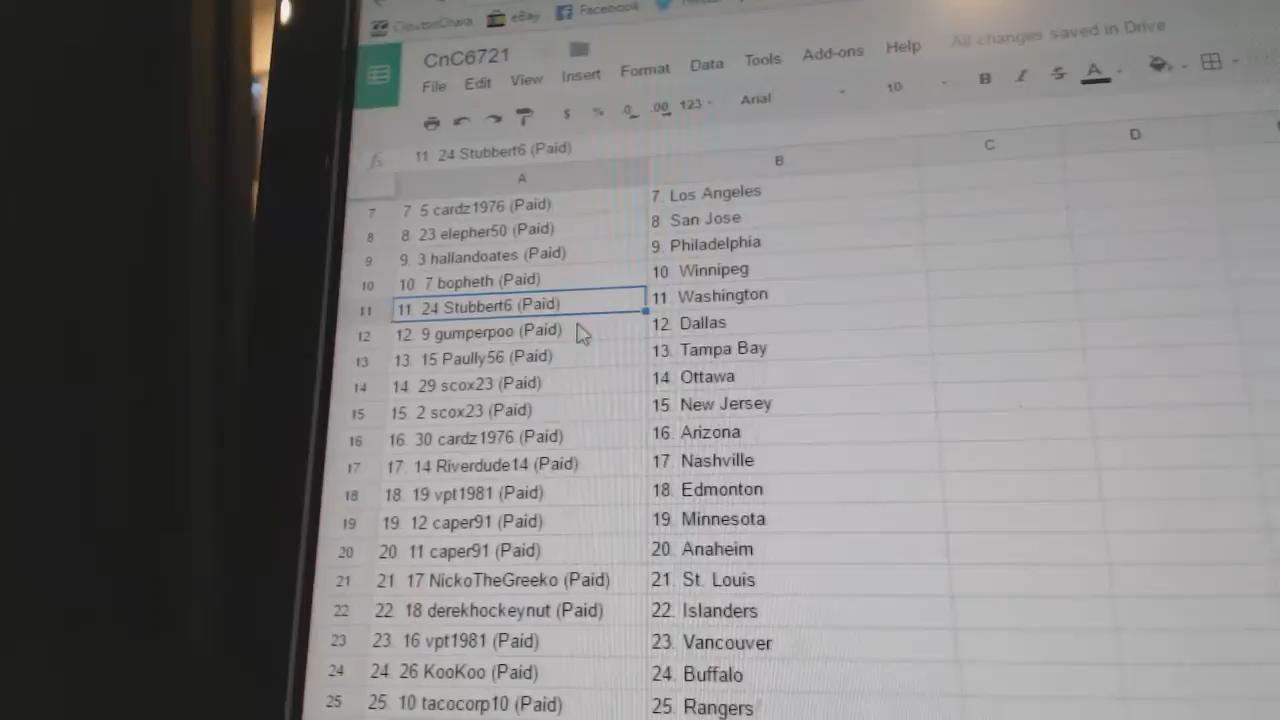 eBay Facebook
CnC6721
File Edit View Insert Format Data Tools Add-ons Help All changes saved in Drive
$ % .0 .00 123 Arial 10 B I S A
fx 11 24 Stubbert6 (Paid)
A B C D
7 7 5 cardz1976 (Paid) 7. Los Angeles
8 8. 23 elepher50 (Paid) 8 San Jose
9 9. 3 hallandoates (Paid) 9. Philadelphia
10 10 7 bopheth (Paid) 10 Winnipeg
11 11. 24 Stubbert6 (Paid) 11. Washington
12 12. 9 gumperpoo (Paid) 12. Dallas
13 13. 15 Paully56 (Paid) 13. Tampa Bay
14 14. 29 scox23 (Paid) 14. Ottawa
15 15. 2 scox23 (Paid) 15. New Jersey
16 16. 30 cardz1976 (Paid) 16. Arizona
17 17. 14 Riverdude14 (Paid) 17. Nashville
18 18. 19 vpt1981 (Paid) 18. Edmonton
19 19. 12 caper91 (Paid) 19. Minnesota
20 20 11 caper91 (Paid) 20. Anaheim
21 21 17 NickoTheGreeko (Paid) 21. St. Louis
22 22. 18 derekhockeynut (Paid) 22. Islanders
23 23. 16 vpt1981 (Paid) 23. Vancouver
24 24. 26 KooKoo (Paid) 24. Buffalo
25 25. 10 tacocorp10 (Paid) 25. Rangers